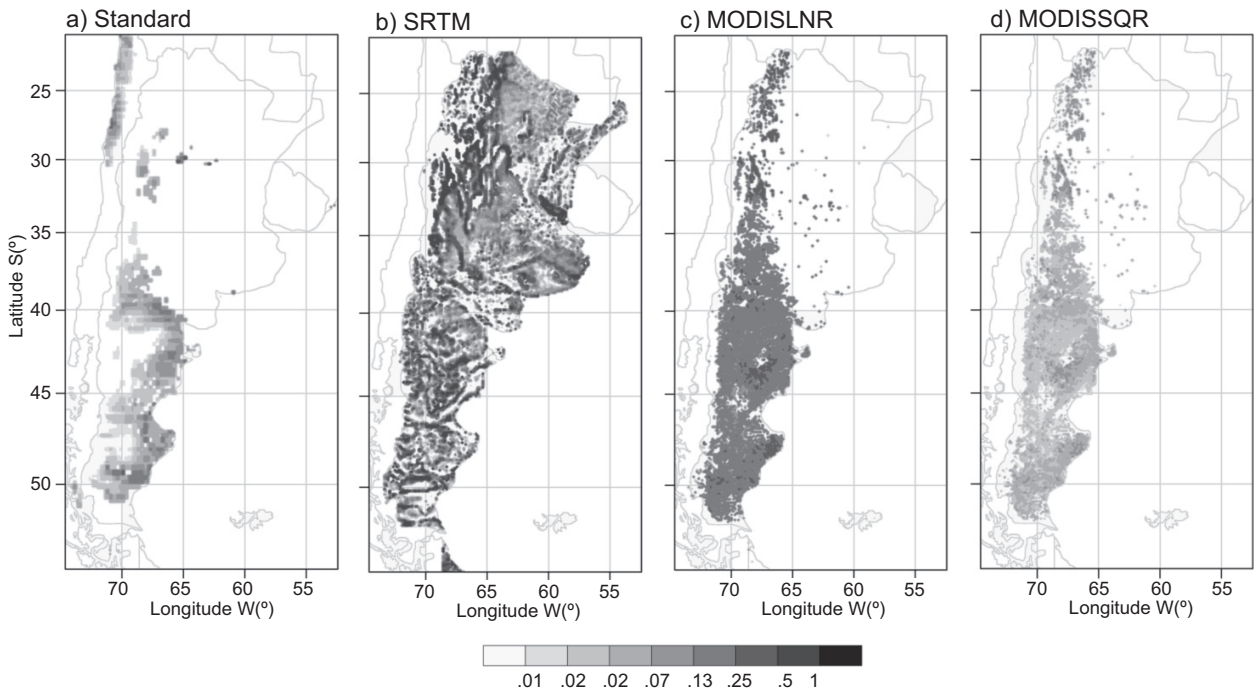 a) Standard
b) SRTM
c) MODISLNR
d) MODISSQR
Latitude S(º)
25
30
35
40
45
50
70 65 60 55
70 65 60 55
70 65 60 55
70 65 60 55
Longitude W(º)
Longitude W(º)
Longitude W(º)
Longitude W(º)
.01 .02 .02 .07 .13 .25 .5 1